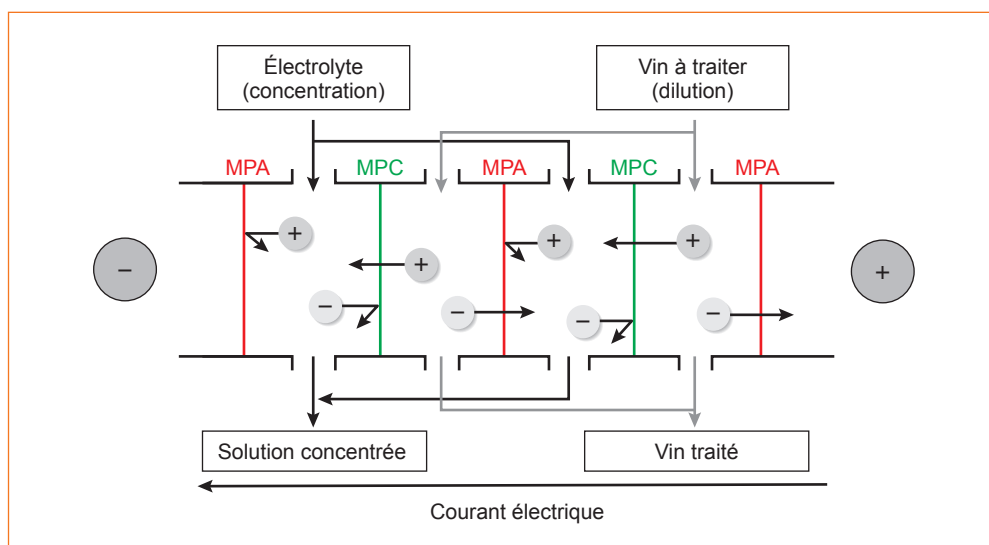 Électrolyte
(concentration)
Vin à traiter
(dilution)
MPA
MPC
MPA
MPC
MPA
+
+
+
+
−
+
−
−
−
−
Solution concentrée
Vin traité
Courant électrique